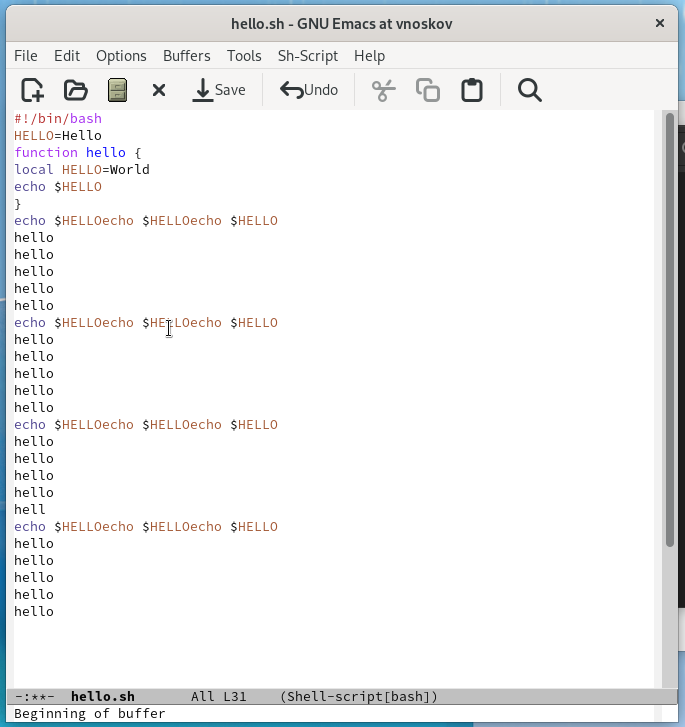 hello.sh - GNU Emacs at vnoskov ×
File Edit Options Buffers Tools Sh-Script Help
Save Undo
#!/bin/bash
HELLO=Hello
function hello {
local HELLO=World
echo $HELLO
}
echo $HELLOecho $HELLOecho $HELLO
hello
hello
hello
hello
hello
echo $HELLOecho $HELLOecho $HELLO
hello
hello
hello
hello
hello
echo $HELLOecho $HELLOecho $HELLO
hello
hello
hello
hello
hell
echo $HELLOecho $HELLOecho $HELLO
hello
hello
hello
hello
hello
-:**- hello.sh All L31 (Shell-script[bash])
Beginning of buffer